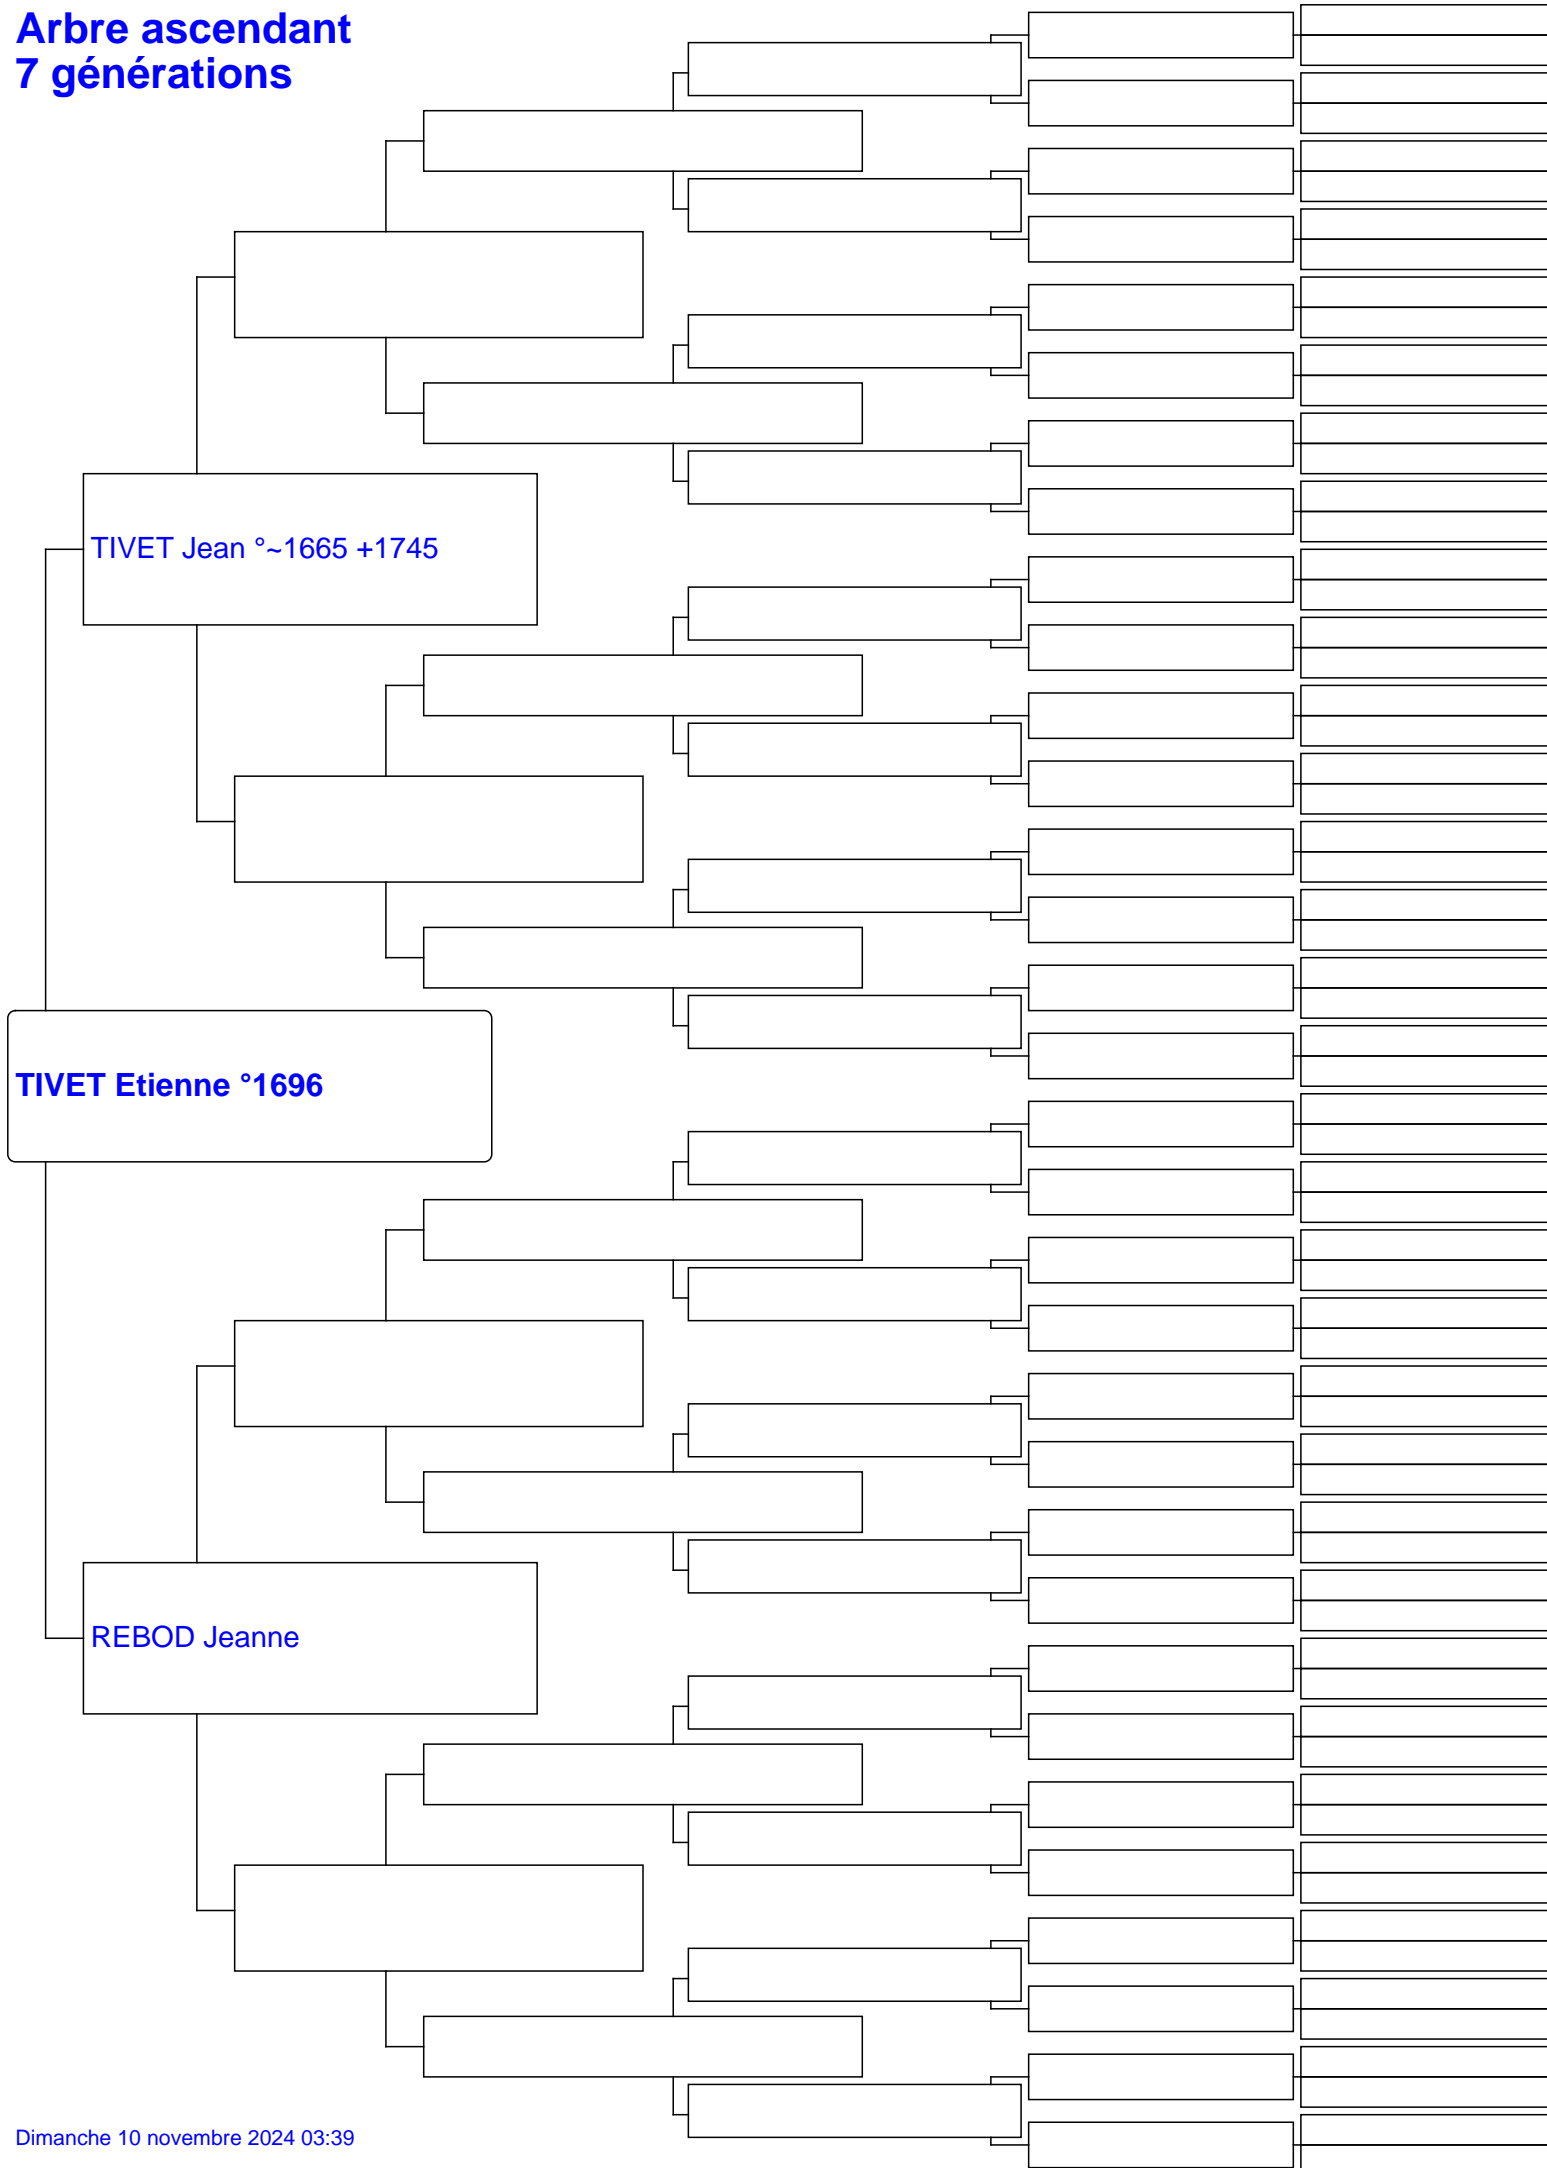 Arbre ascendant
7 générations
TIVET Jean °~1665 +1745
TIVET Etienne °1696
REBOD Jeanne
Dimanche 10 novembre 2024 03:39